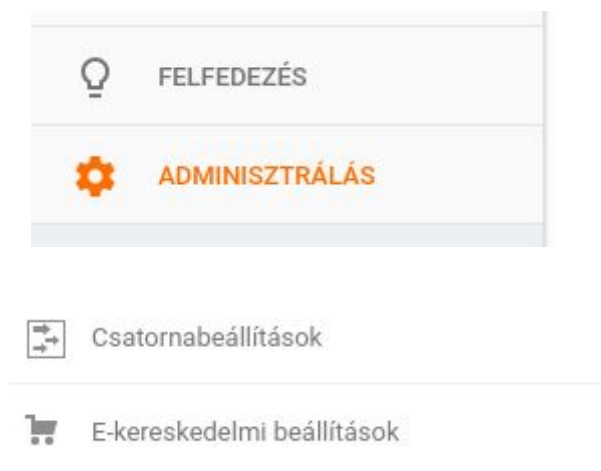 FELFEDEZÉS
ADMINISZTRÁLÁS
Csatornabeállítások
E-kereskedelmi beállítások